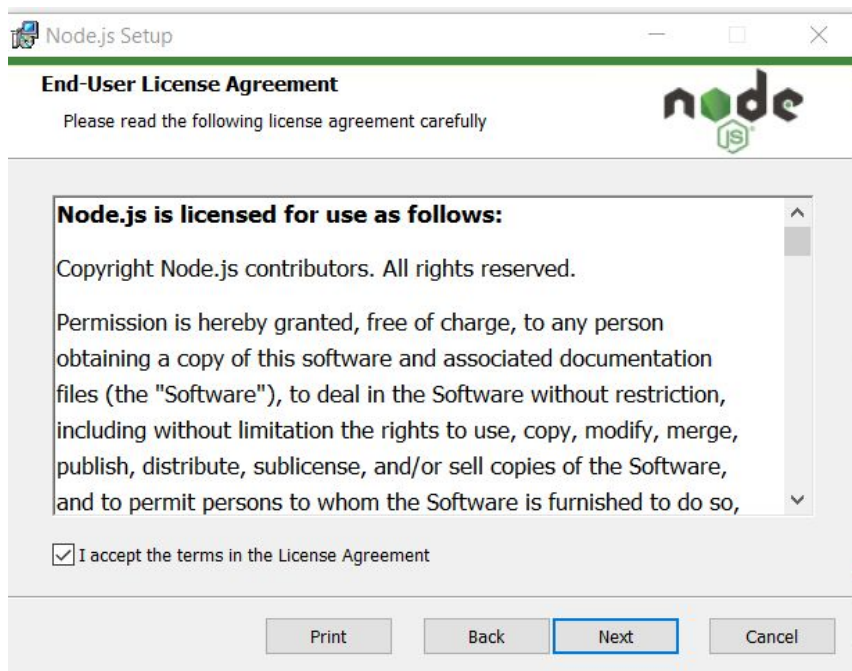 Node.js Setup
End-User License Agreement
Please read the following license agreement carefully
node
JS
Node.js is licensed for use as follows:
Copyright Node.js contributors. All rights reserved.
Permission is hereby granted, free of charge, to any person
obtaining a copy of this software and associated documentation
files (the "Software"), to deal in the Software without restriction,
including without limitation the rights to use, copy, modify, merge,
publish, distribute, sublicense, and/or sell copies of the Software,
and to permit persons to whom the Software is furnished to do so,
I accept the terms in the License Agreement
Print Back Next Cancel